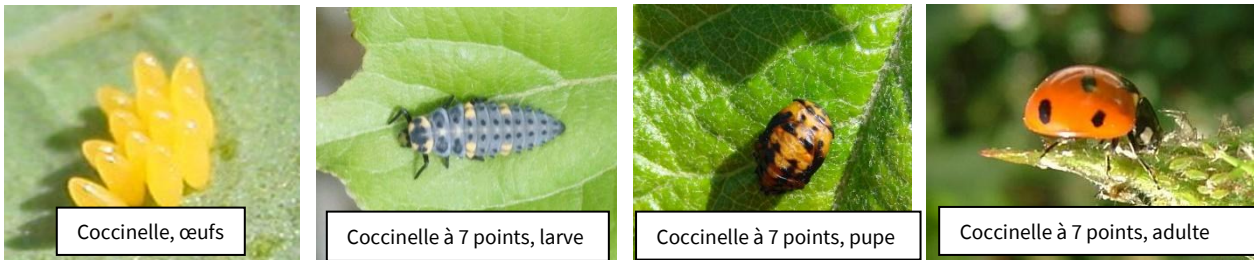 Coccinelle, œufs
Coccinelle à 7 points, larve
Coccinelle à 7 points, pupe
Coccinelle à 7 points, adulte